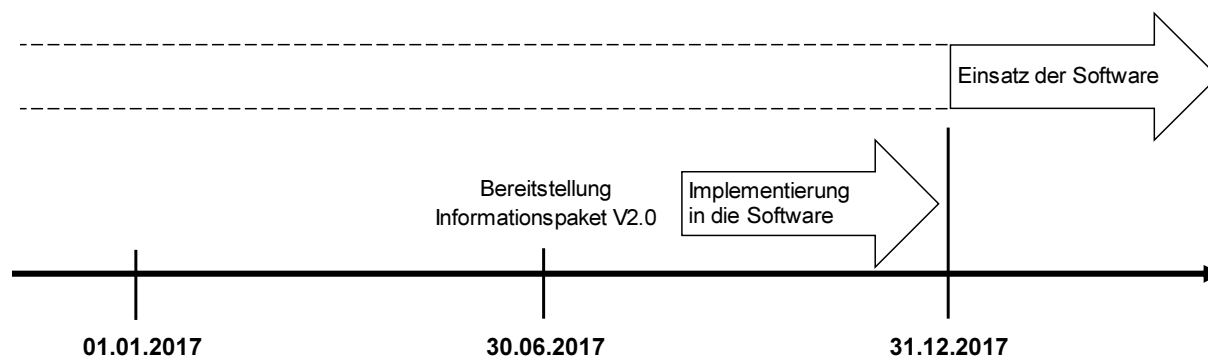 Einsatz der Software
Bereitstellung
Informationspaket V2.0
Implementierung
in die Software
01.01.2017
30.06.2017
31.12.2017